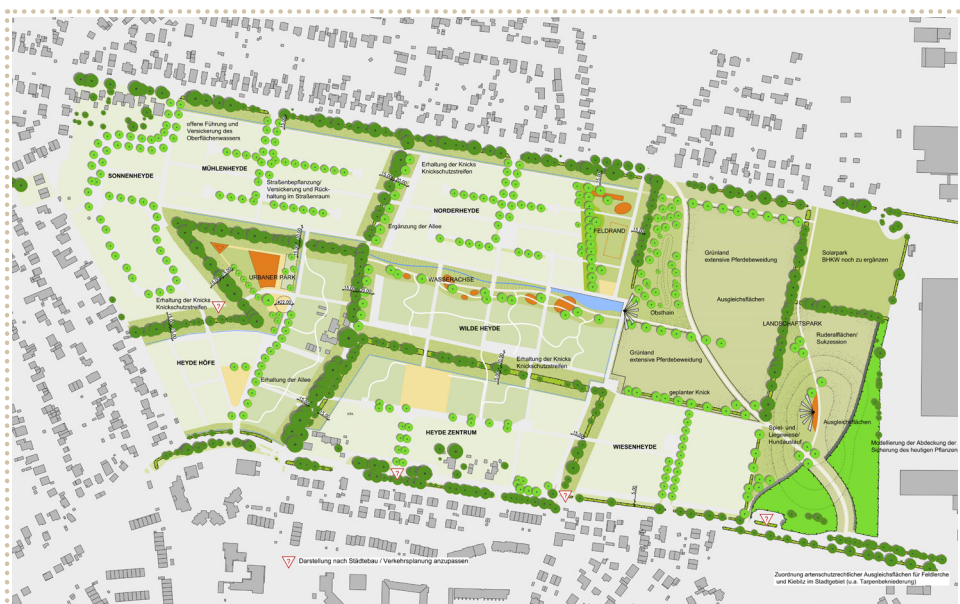 offene Führung und
Versickerung des
Oberflächenwassers
SONNENHEYDE
MÜHLENHEYDE
Straßenbepflanzung/
Versickerung und Rück-
haltung im Straßenraum
Erhaltung der Knicks
Knickschutzstreifen
NORDERHEYDE
Ergänzung der Allee
FELDRAND
Grünland
extensive Pferdebeweidung
Solarpark
BHKW noch zu ergänzen
Ausgleichsflächen
URBANER PARK
WASSERACHSE
Erhaltung der Knicks
Knickschutzstreifen
?
Obsthain
LANDSCHAFTSPARK
WILDE HEYDE
Ruderalflächen/
Sukzession
Grünland
extensive Pferdebeweidung
HEYDE HÖFE
Erhaltung der Allee
Erhaltung der Knicks
Knickschutzstreifen
geplanter Knick
HEYDE ZENTRUM
WIESENHEYDE
Spiel- und
Liegewiese/
Hundauslauf
Ausgleichsflächen
Modellierung der Abdeckung der
Sicherung des heutigen Pflanzen
?
?
?
? Darstellung nach Städtebau / Verkehrsplanung anzupassen
Zuordnung artenschutzrechtlicher Ausgleichsflächen für Feldlerche
und Kiebitz im Stadtgebiet (u.a. Tarpenbekniederung)